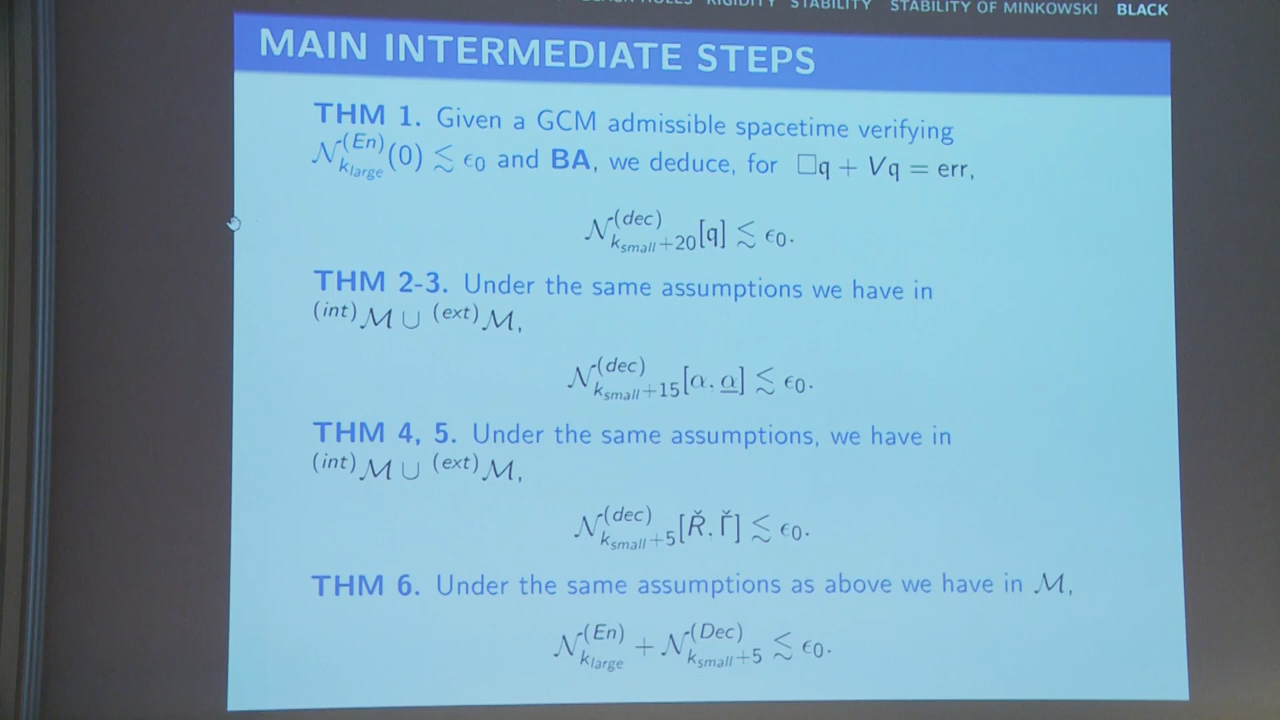 BLACK HOLES RIGIDITY STABILITY STABILITY OF MINKOWSKI BLACK
MAIN INTERMEDIATE STEPS
THM 1. Given a GCM admissible spacetime verifying
𝒩^{(En)}_{k_{large}}(0) ≲ ϵ₀ and BA, we deduce, for □q + Vq = err,
𝒩^{(dec)}_{k_{small}+20}[q] ≲ ϵ₀.
THM 2-3. Under the same assumptions we have in
^{(int)}ℳ ∪ ^{(ext)}ℳ,
𝒩^{(dec)}_{k_{small}+15}[α, α̲] ≲ ϵ₀.
THM 4, 5. Under the same assumptions, we have in
^{(int)}ℳ ∪ ^{(ext)}ℳ,
𝒩^{(dec)}_{k_{small}+5}[Ř, Γ̌] ≲ ϵ₀.
THM 6. Under the same assumptions as above we have in ℳ,
𝒩^{(En)}_{k_{large}} + 𝒩^{(Dec)}_{k_{small}+5} ≲ ϵ₀.